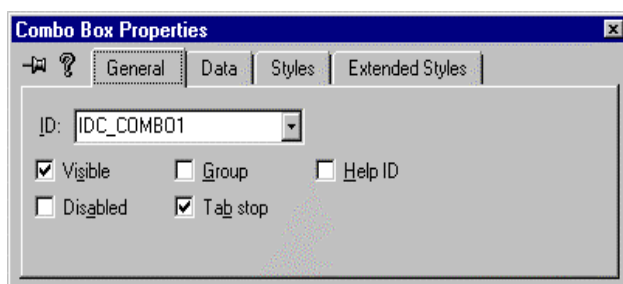 Combo Box Properties
General Data Styles Extended Styles
ID: IDC_COMBO1
Visible Group Help ID
Disabled Tab stop